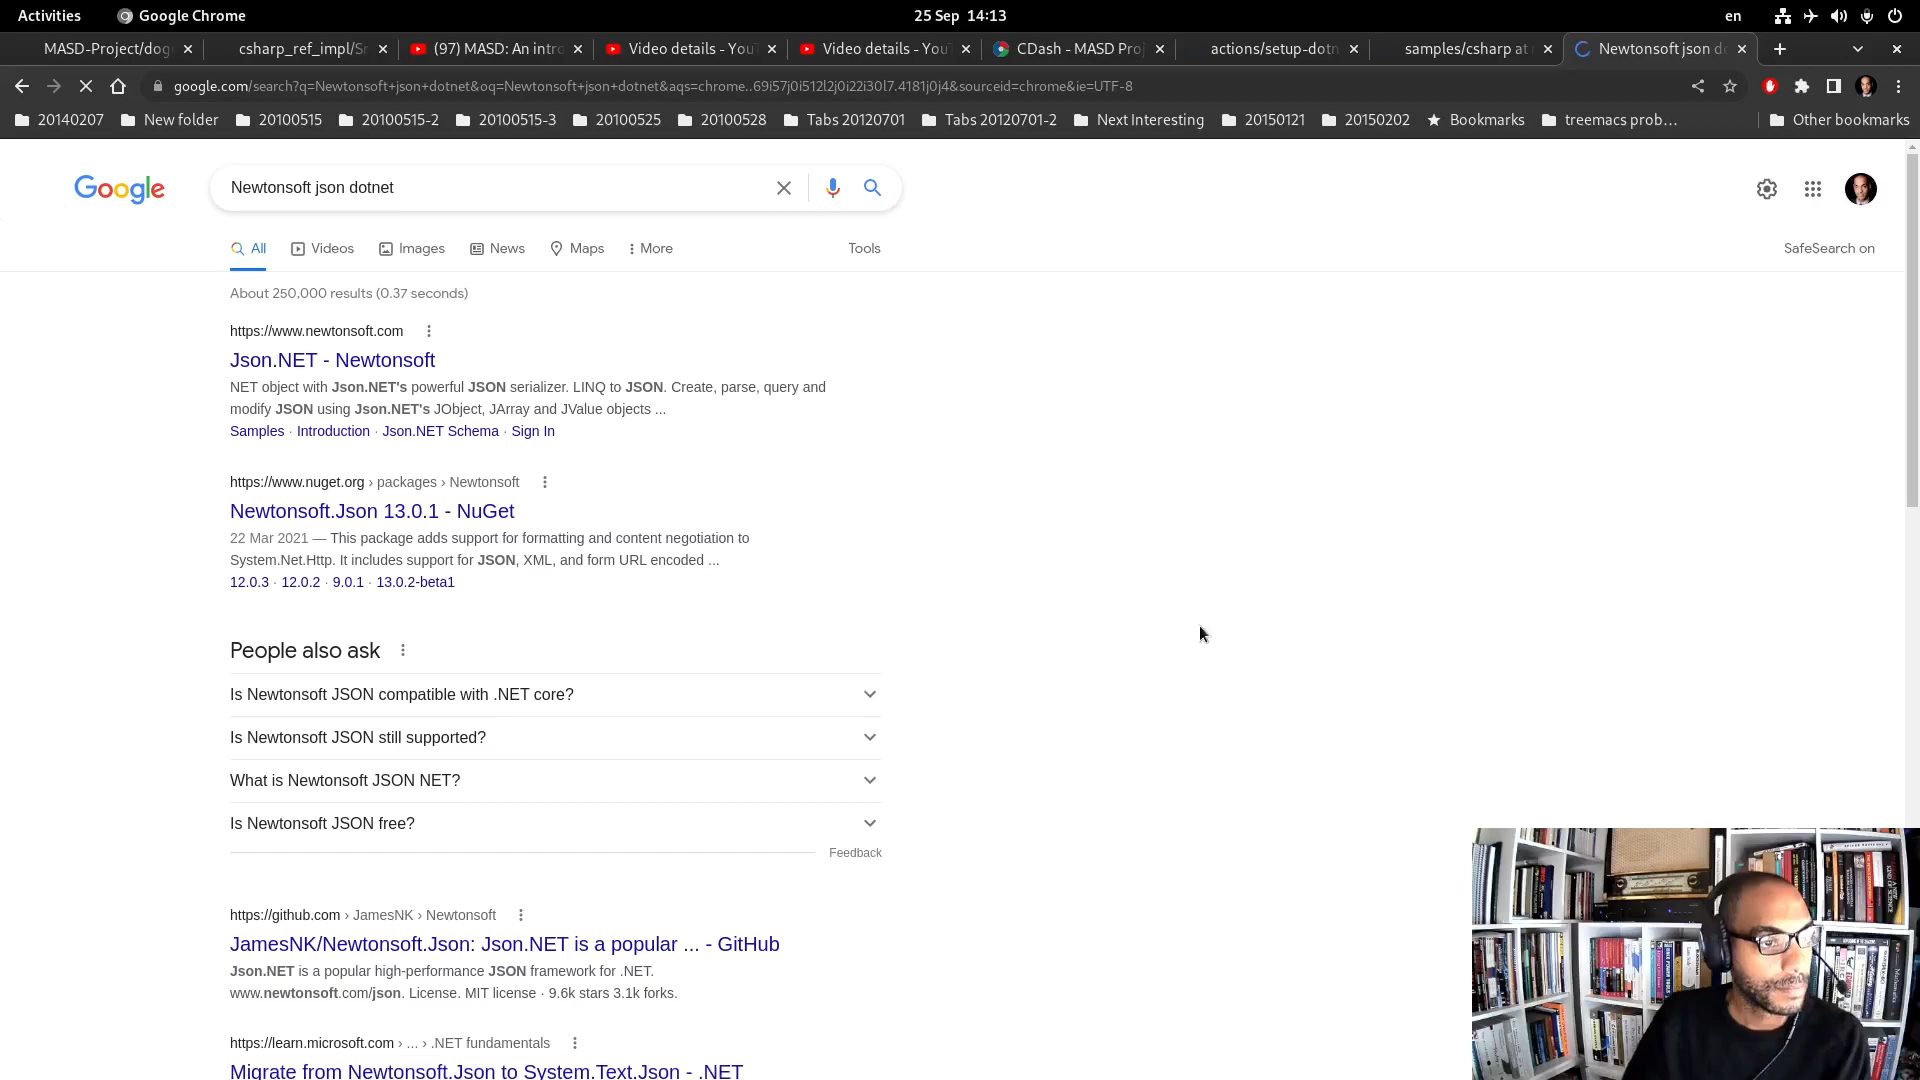 Activities
Google Chrome
25 Sep 14:13
en
MASD-Project/dog
csharp_ref_impl/Sr
(97) MASD: An intro
Video details - You
Video details - You
CDash - MASD Proj
actions/setup-dotn
samples/csharp at
Newtonsoft json do
google.com/search?q=Newtonsoft+json+dotnet&oq=Newtonsoft+json+dotnet&aqs=chrome..69i57j0i512l2j0i22i30l7.4181j0j4&sourceid=chrome&ie=UTF-8
20140207
New folder
20100515
20100515-2
20100515-3
20100525
20100528
Tabs 20120701
Tabs 20120701-2
Next Interesting
20150121
20150202
Bookmarks
treemacs prob…
Other bookmarks
Google
Newtonsoft json dotnet
All
Videos
Images
News
Maps
More
Tools
SafeSearch on
About 250,000 results (0.37 seconds)
https://www.newtonsoft.com
Json.NET - Newtonsoft
NET object with Json.NET's powerful JSON serializer. LINQ to JSON. Create, parse, query and
modify JSON using Json.NET's JObject, JArray and JValue objects ...
Samples · Introduction · Json.NET Schema · Sign In
https://www.nuget.org › packages › Newtonsoft
Newtonsoft.Json 13.0.1 - NuGet
22 Mar 2021 — This package adds support for formatting and content negotiation to
System.Net.Http. It includes support for JSON, XML, and form URL encoded ...
12.0.3 · 12.0.2 · 9.0.1 · 13.0.2-beta1
People also ask
Is Newtonsoft JSON compatible with .NET core?
Is Newtonsoft JSON still supported?
What is Newtonsoft JSON NET?
Is Newtonsoft JSON free?
Feedback
https://github.com › JamesNK › Newtonsoft
JamesNK/Newtonsoft.Json: Json.NET is a popular ... - GitHub
Json.NET is a popular high-performance JSON framework for .NET.
www.newtonsoft.com/json. License. MIT license · 9.6k stars 3.1k forks.
https://learn.microsoft.com › ... › .NET fundamentals
Migrate from Newtonsoft.Json to System.Text.Json - .NET